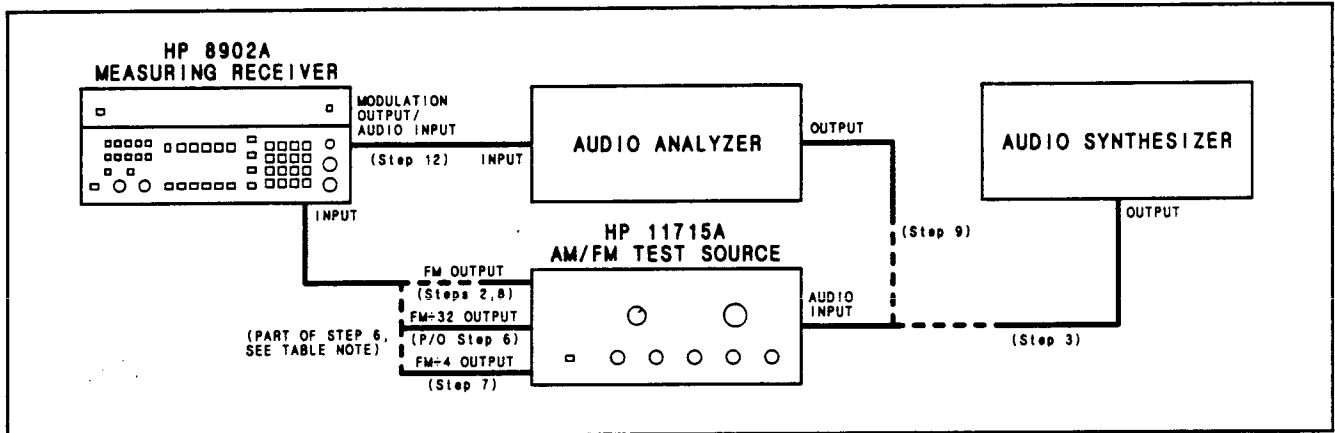 HP 8902A
MEASURING RECEIVER
MODULATION
OUTPUT/
AUDIO INPUT
(Step 12)
INPUT
AUDIO ANALYZER
OUTPUT
AUDIO SYNTHESIZER
OUTPUT
INPUT
(Step 9)
HP 11715A
AM/FM TEST SOURCE
FM OUTPUT
(Steps 2,8)
AUDIO
INPUT
FM÷32 OUTPUT
(P/O Step 6)
(PART OF STEP 6,
SEE TABLE NOTE)
FM÷4 OUTPUT
(Step 7)
(Step 3)